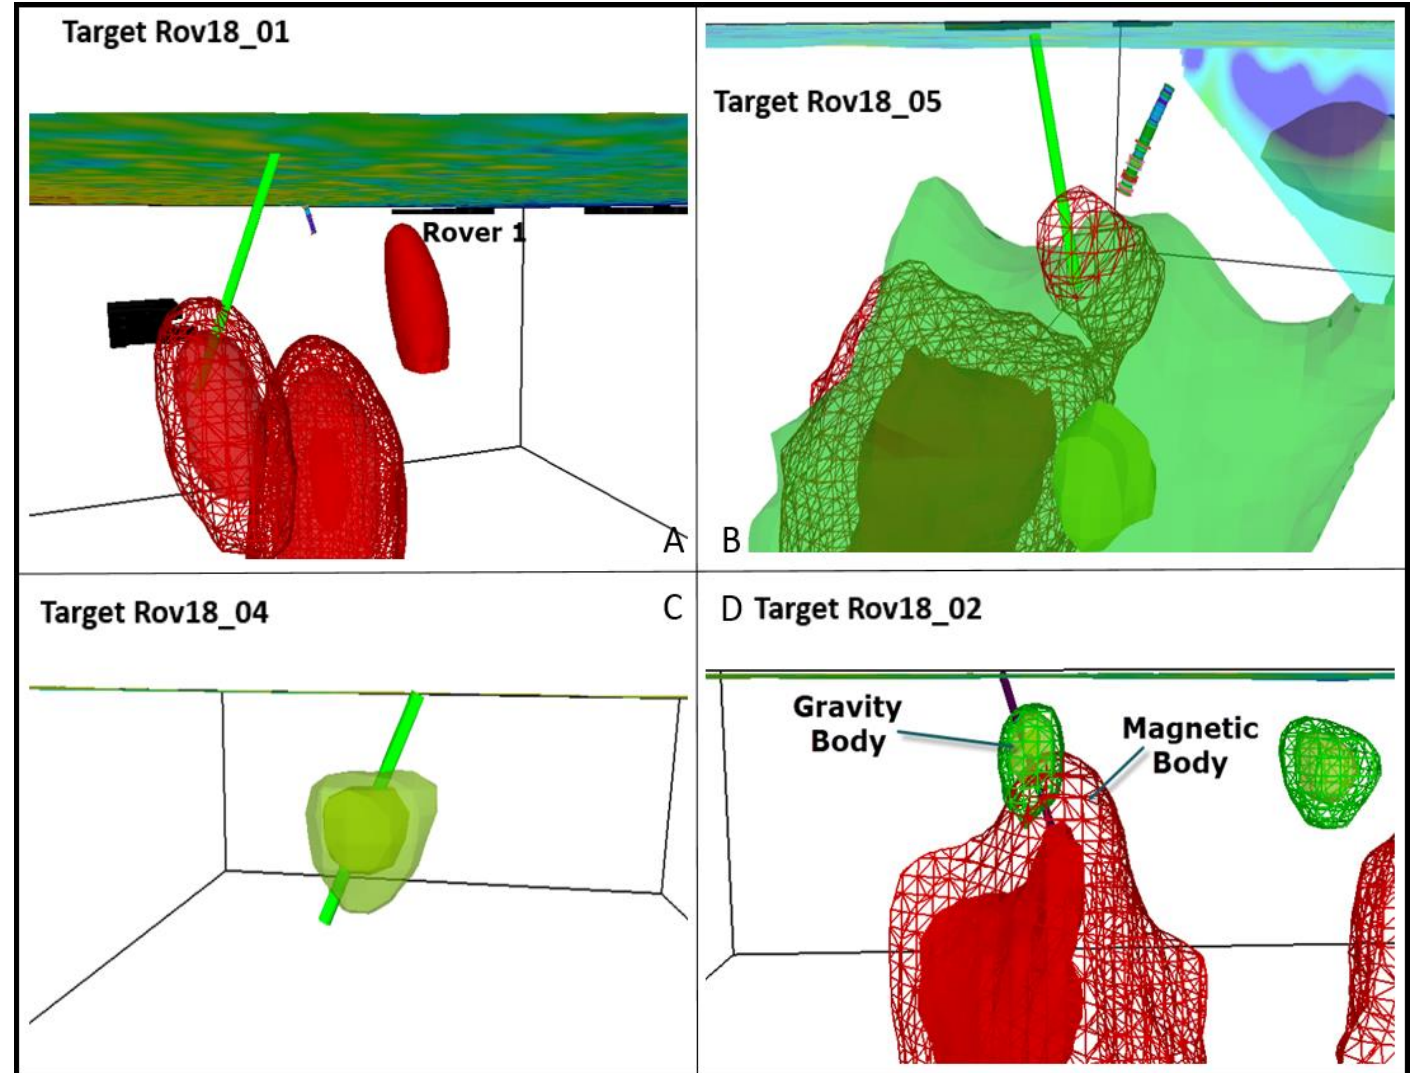 Target Rov18_01
Rover 1
A
Target Rov18_05
B
Target Rov18_04
C
D
Target Rov18_02
Gravity
Body
Magnetic
Body